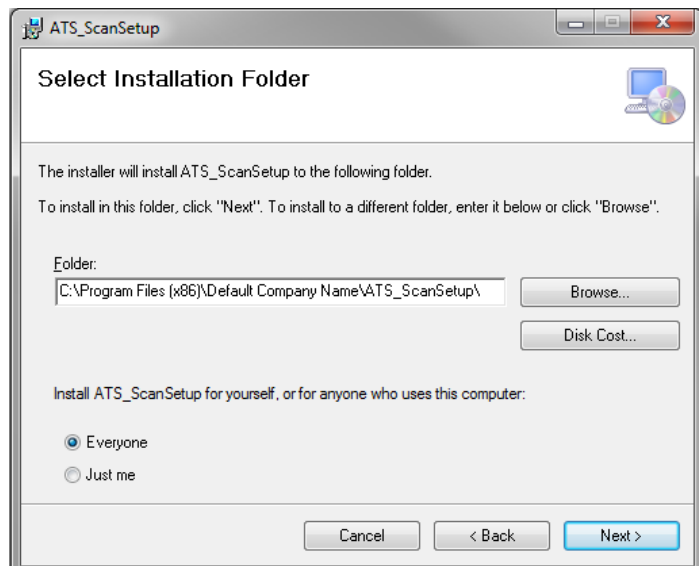 ATS_ScanSetup
Select Installation Folder
The installer will install ATS_ScanSetup to the following folder.
To install in this folder, click "Next". To install to a different folder, enter it below or click "Browse".
Folder:
C:\Program Files (x86)\Default Company Name\ATS_ScanSetup\
Browse...
Disk Cost...
Install ATS_ScanSetup for yourself, or for anyone who uses this computer:
Everyone
Just me
Cancel
< Back
Next >